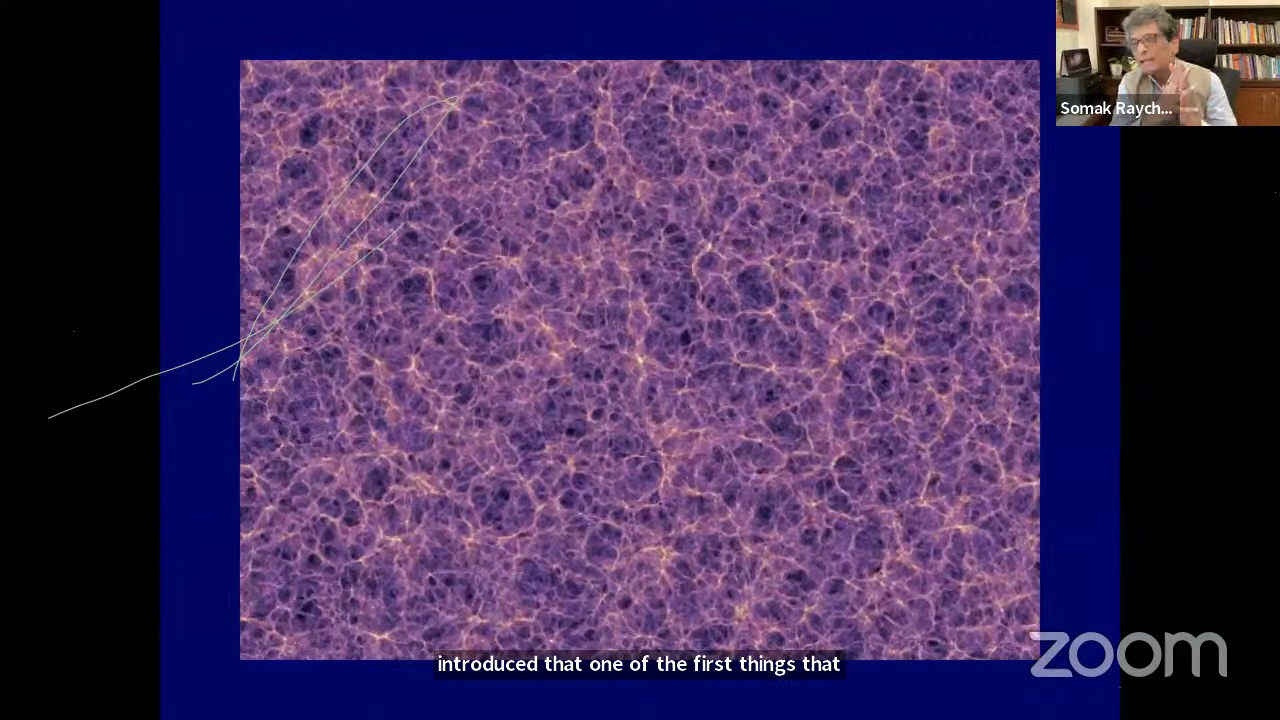 Somak Raych...
introduced that one of the first things that
zoom